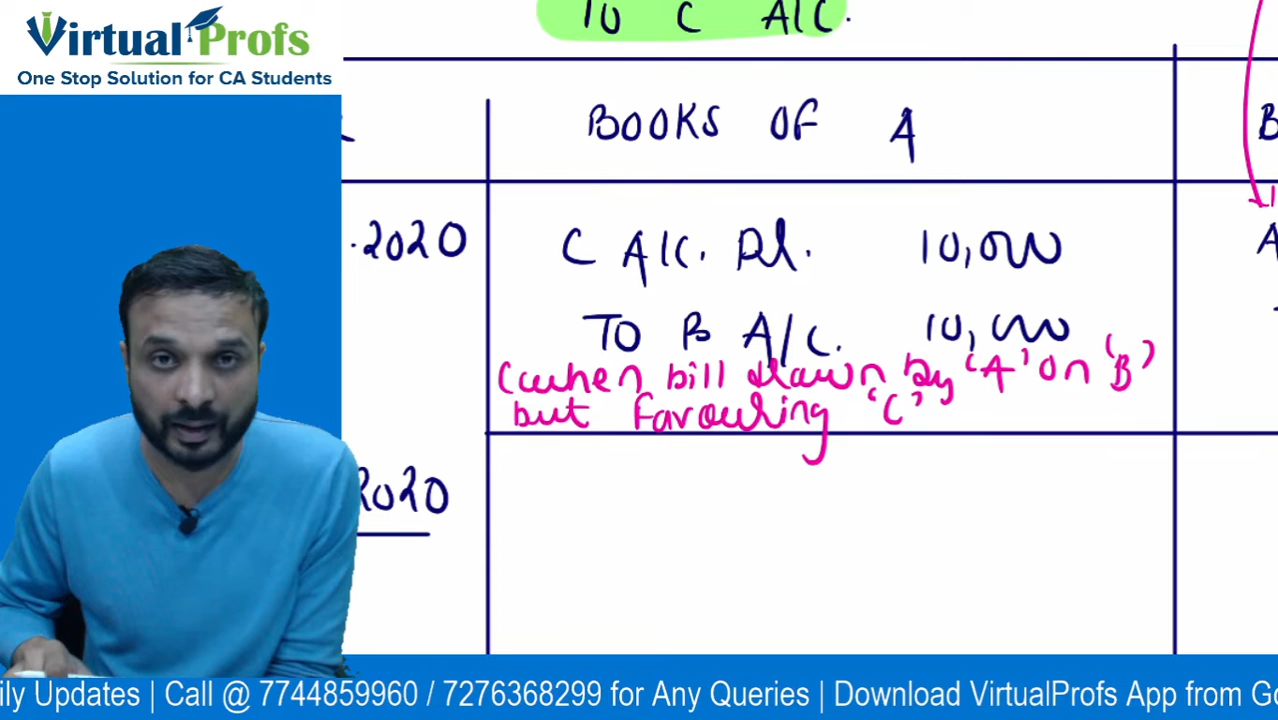 Virtual Profs
One Stop Solution for CA Students
TO C A/C.
BOOKS OF A
.2020
C A/C. Dr. 10,000
TO B A/C. 10,000
(when bill drawn by 'A' on 'B'
but favouring 'C'
2020
ily Updates | Call @ 7744859960 / 7276368299 for Any Queries | Download VirtualProfs App from Go